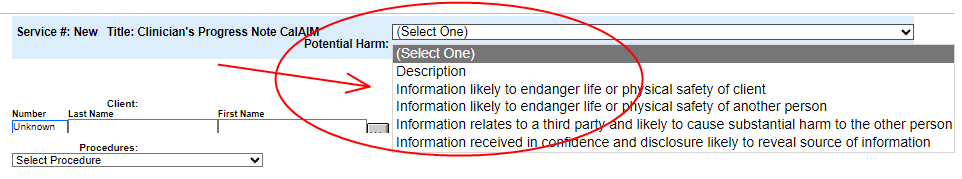 Service #: New Title: Clinician's Progress Note CalAIM
Potential Harm: (Select One)
(Select One)
Description
Information likely to endanger life or physical safety of client
Information likely to endanger life or physical safety of another person
Information relates to a third party and likely to cause substantial harm to the other person
Information received in confidence and disclosure likely to reveal source of information
Client:
Number Last Name First Name
Unknown ...
Procedures:
Select Procedure